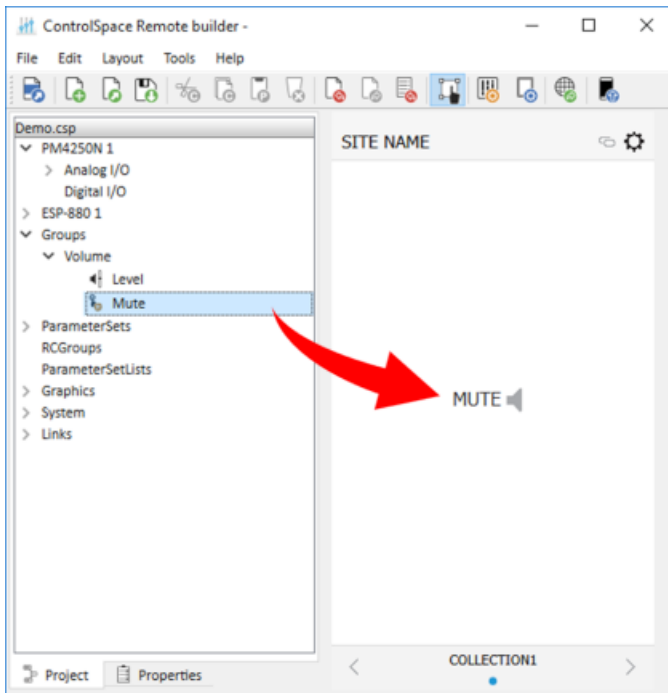 ControlSpace Remote builder -
File Edit Layout Tools Help
Demo.csp
PM4250N 1
Analog I/O
Digital I/O
ESP-880 1
Groups
Volume
Level
Mute
ParameterSets
RCGroups
ParameterSetLists
Graphics
System
Links
Project Properties
SITE NAME
MUTE
COLLECTION1